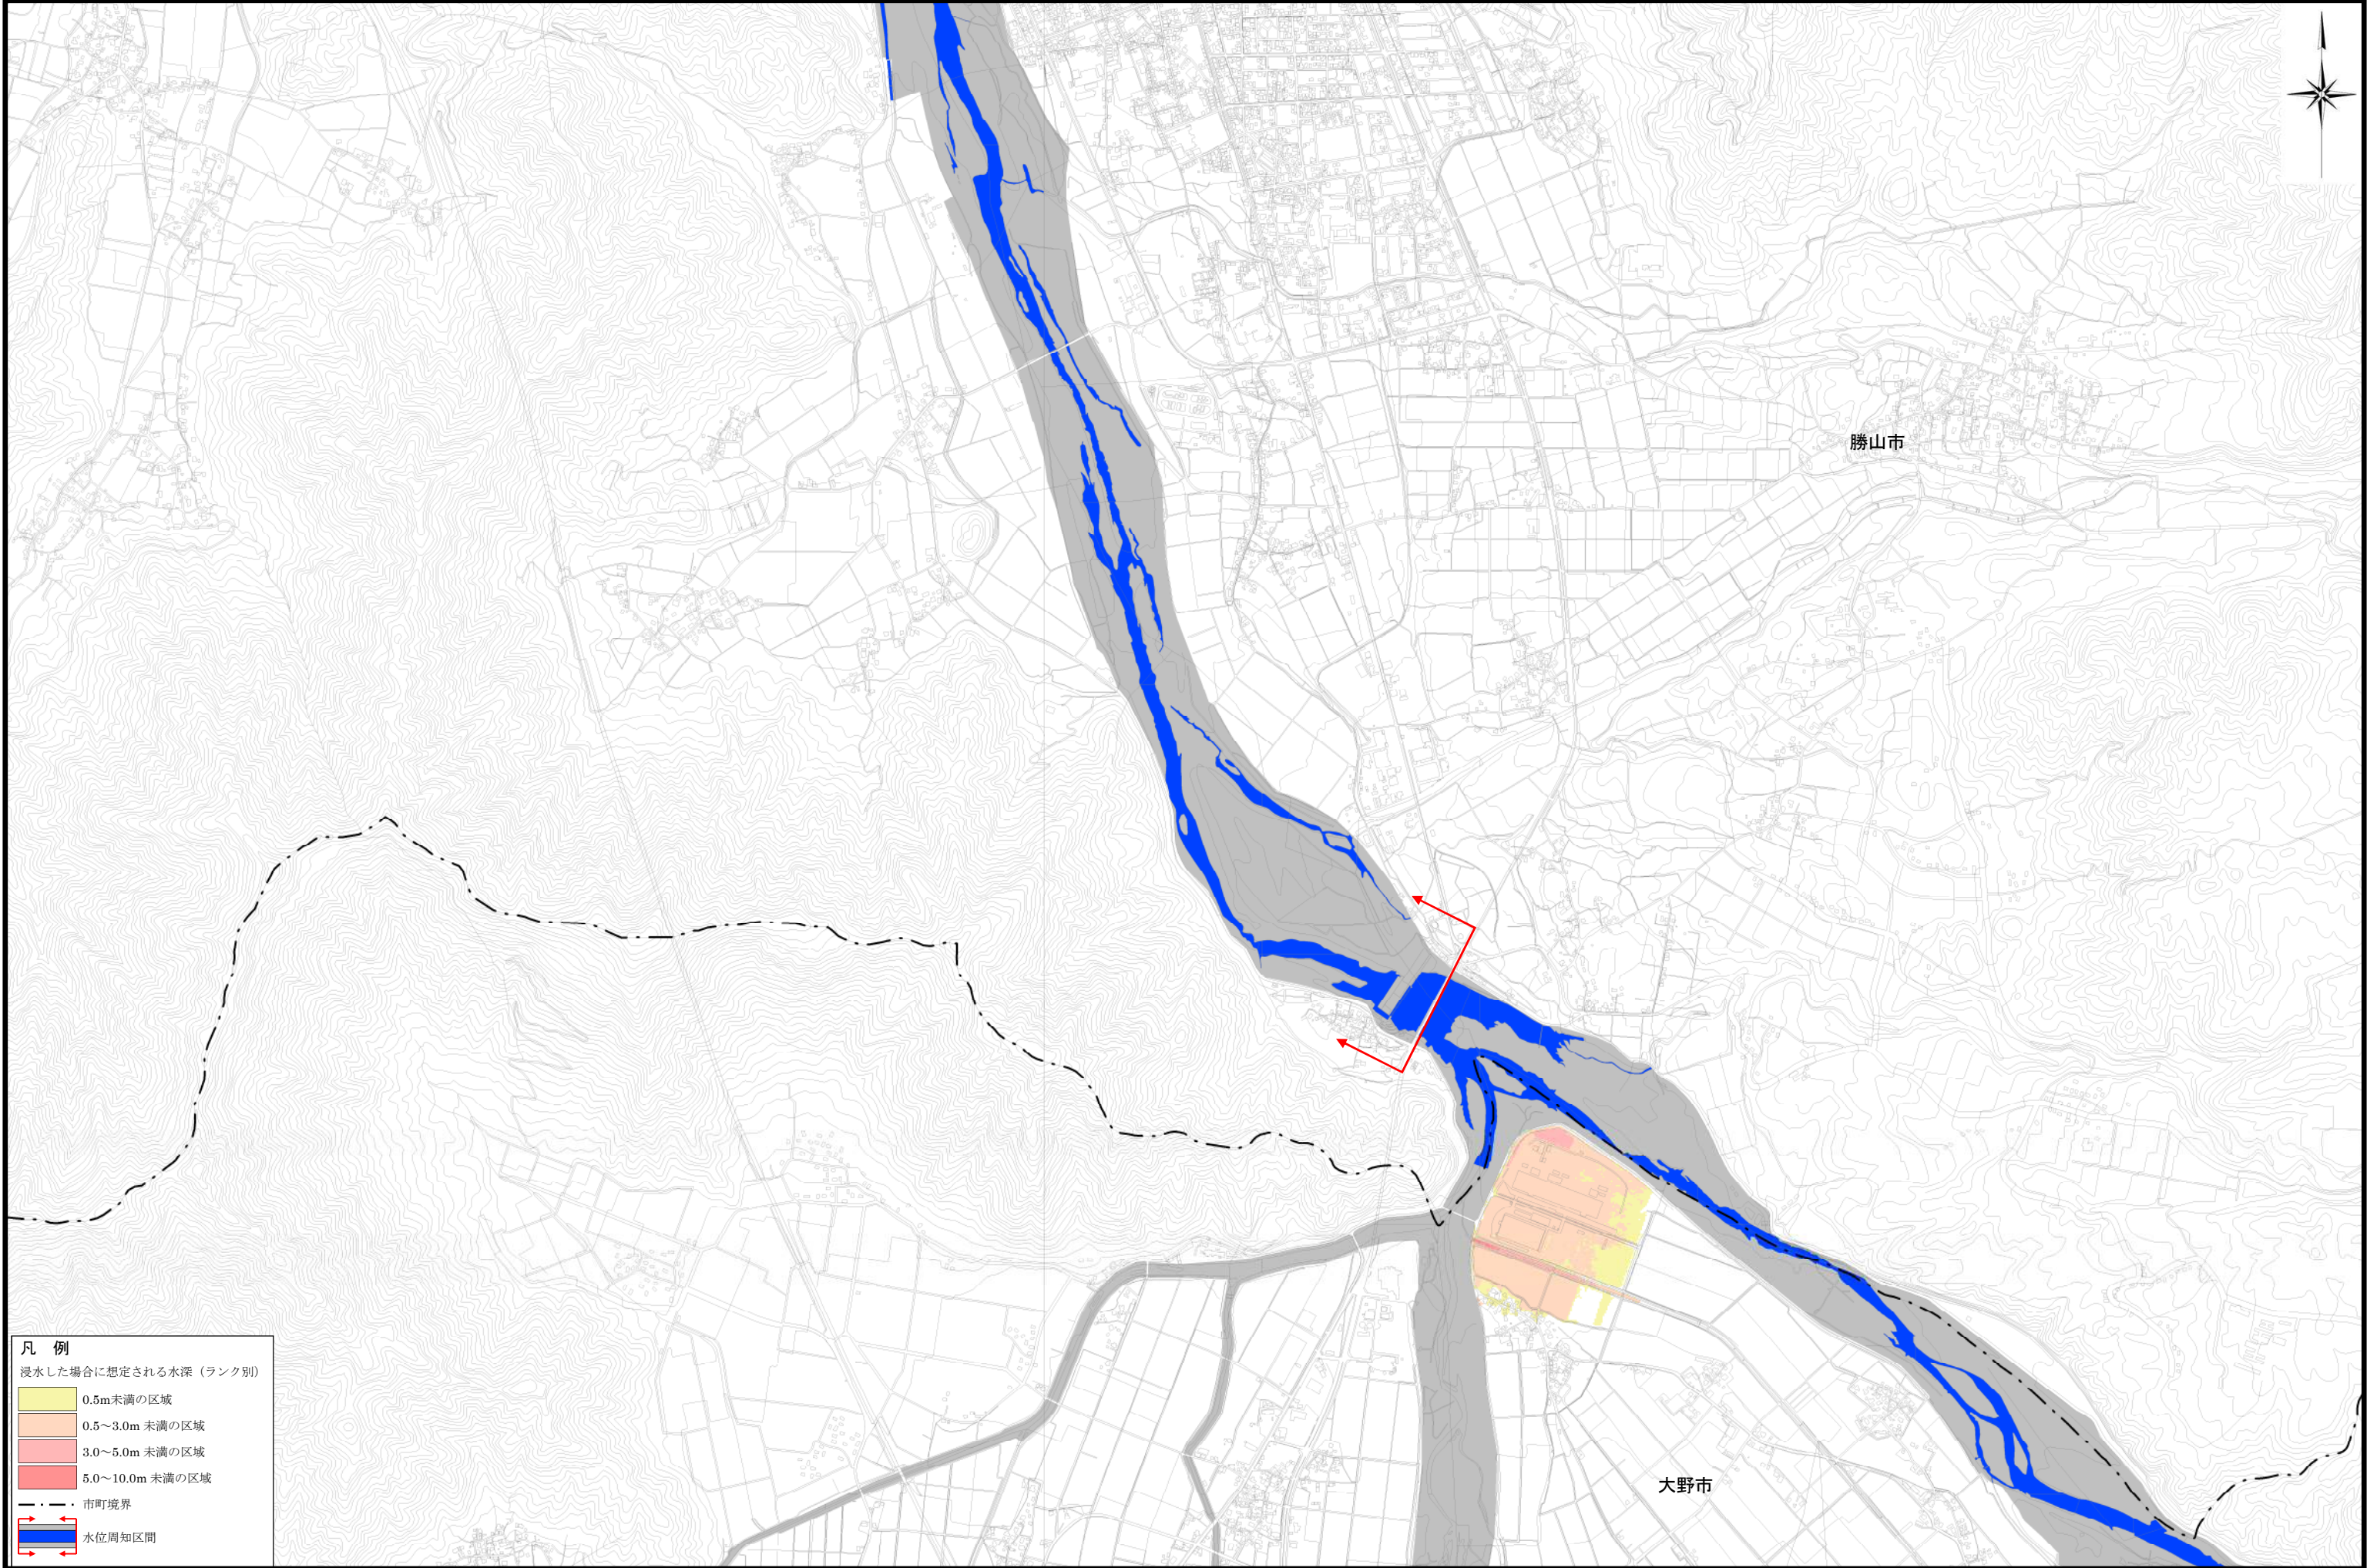 勝山市
大野市
凡 例
浸水した場合に想定される水深（ランク別）
0.5m未満の区域
0.5～3.0m 未満の区域
3.0～5.0m 未満の区域
5.0～10.0m 未満の区域
市町境界
水位周知区間